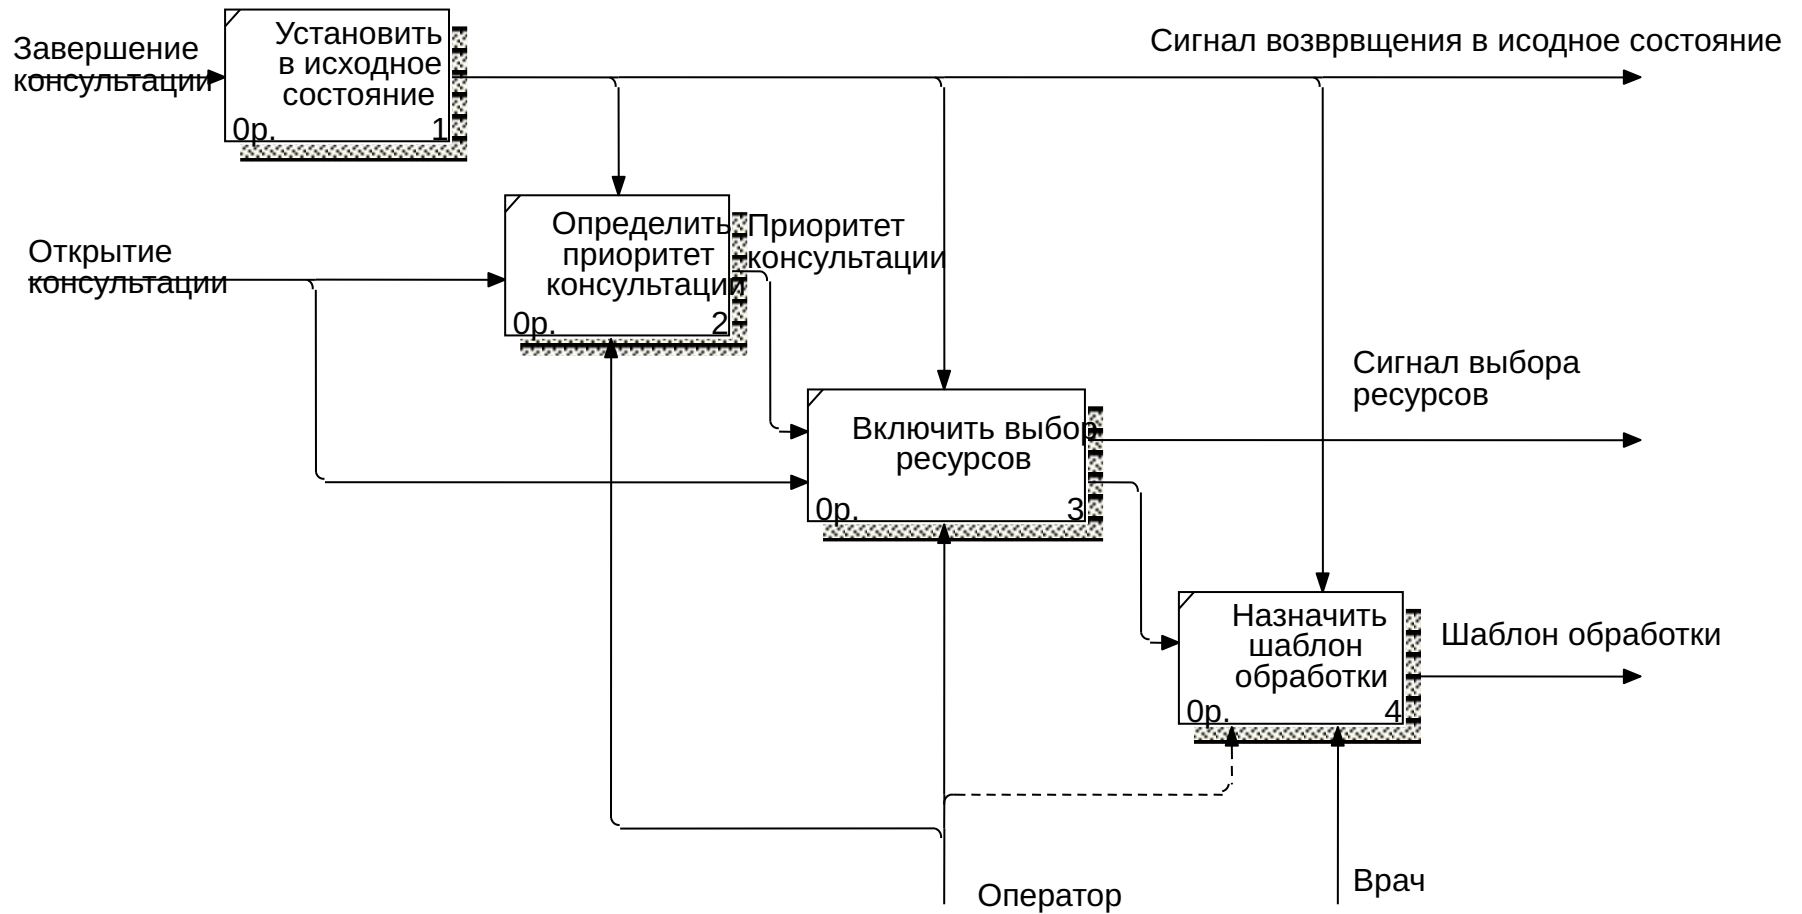 Завершение
консультации
Установить
в исходное
состояние
0р.
1
Сигнал возврвщения в исодное состояние
Открытие
консультации
Определить
приоритет
консультации
0р.
2
Приоритет
консультации
Включить выбор
ресурсов
0р.
3
Сигнал выбора
ресурсов
Назначить
шаблон
обработки
0р.
4
Шаблон обработки
Оператор
Врач